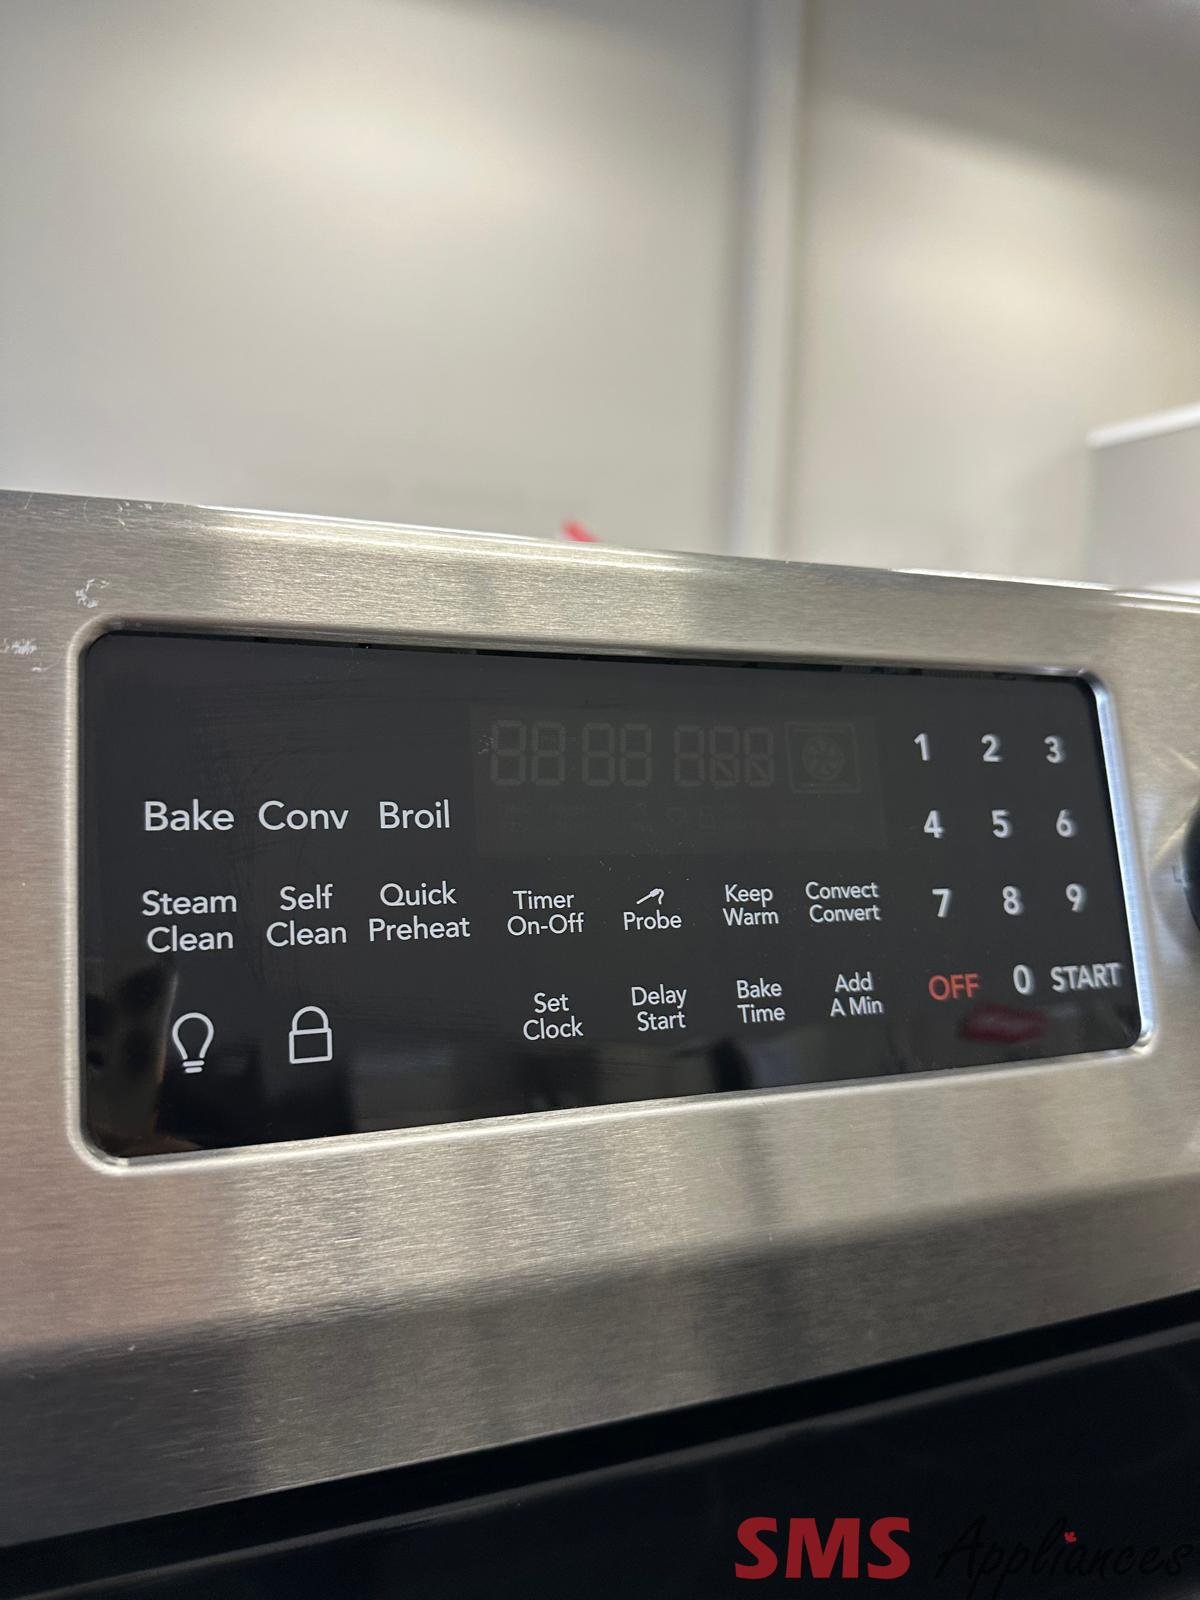 1 2 3
Bake Conv Broil
4 5 6
Steam
Clean
Self
Clean
Quick
Preheat
Timer
On-Off
Probe
Keep
Warm
Convect
Convert
7 8 9
Set
Clock
Delay
Start
Bake
Time
Add
A Min
OFF 0 START
SMS Appliances